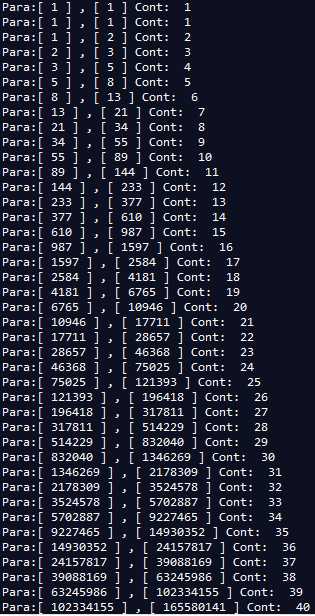 Para:[ 1 ] , [ 1 ] Cont:  1
Para:[ 1 ] , [ 1 ] Cont:  1
Para:[ 1 ] , [ 2 ] Cont:  2
Para:[ 2 ] , [ 3 ] Cont:  3
Para:[ 3 ] , [ 5 ] Cont:  4
Para:[ 5 ] , [ 8 ] Cont:  5
Para:[ 8 ] , [ 13 ] Cont:  6
Para:[ 13 ] , [ 21 ] Cont:  7
Para:[ 21 ] , [ 34 ] Cont:  8
Para:[ 34 ] , [ 55 ] Cont:  9
Para:[ 55 ] , [ 89 ] Cont:  10
Para:[ 89 ] , [ 144 ] Cont:  11
Para:[ 144 ] , [ 233 ] Cont:  12
Para:[ 233 ] , [ 377 ] Cont:  13
Para:[ 377 ] , [ 610 ] Cont:  14
Para:[ 610 ] , [ 987 ] Cont:  15
Para:[ 987 ] , [ 1597 ] Cont:  16
Para:[ 1597 ] , [ 2584 ] Cont:  17
Para:[ 2584 ] , [ 4181 ] Cont:  18
Para:[ 4181 ] , [ 6765 ] Cont:  19
Para:[ 6765 ] , [ 10946 ] Cont:  20
Para:[ 10946 ] , [ 17711 ] Cont:  21
Para:[ 17711 ] , [ 28657 ] Cont:  22
Para:[ 28657 ] , [ 46368 ] Cont:  23
Para:[ 46368 ] , [ 75025 ] Cont:  24
Para:[ 75025 ] , [ 121393 ] Cont:  25
Para:[ 121393 ] , [ 196418 ] Cont:  26
Para:[ 196418 ] , [ 317811 ] Cont:  27
Para:[ 317811 ] , [ 514229 ] Cont:  28
Para:[ 514229 ] , [ 832040 ] Cont:  29
Para:[ 832040 ] , [ 1346269 ] Cont:  30
Para:[ 1346269 ] , [ 2178309 ] Cont:  31
Para:[ 2178309 ] , [ 3524578 ] Cont:  32
Para:[ 3524578 ] , [ 5702887 ] Cont:  33
Para:[ 5702887 ] , [ 9227465 ] Cont:  34
Para:[ 9227465 ] , [ 14930352 ] Cont:  35
Para:[ 14930352 ] , [ 24157817 ] Cont:  36
Para:[ 24157817 ] , [ 39088169 ] Cont:  37
Para:[ 39088169 ] , [ 63245986 ] Cont:  38
Para:[ 63245986 ] , [ 102334155 ] Cont:  39
Para:[ 102334155 ] , [ 165580141 ] Cont:  40